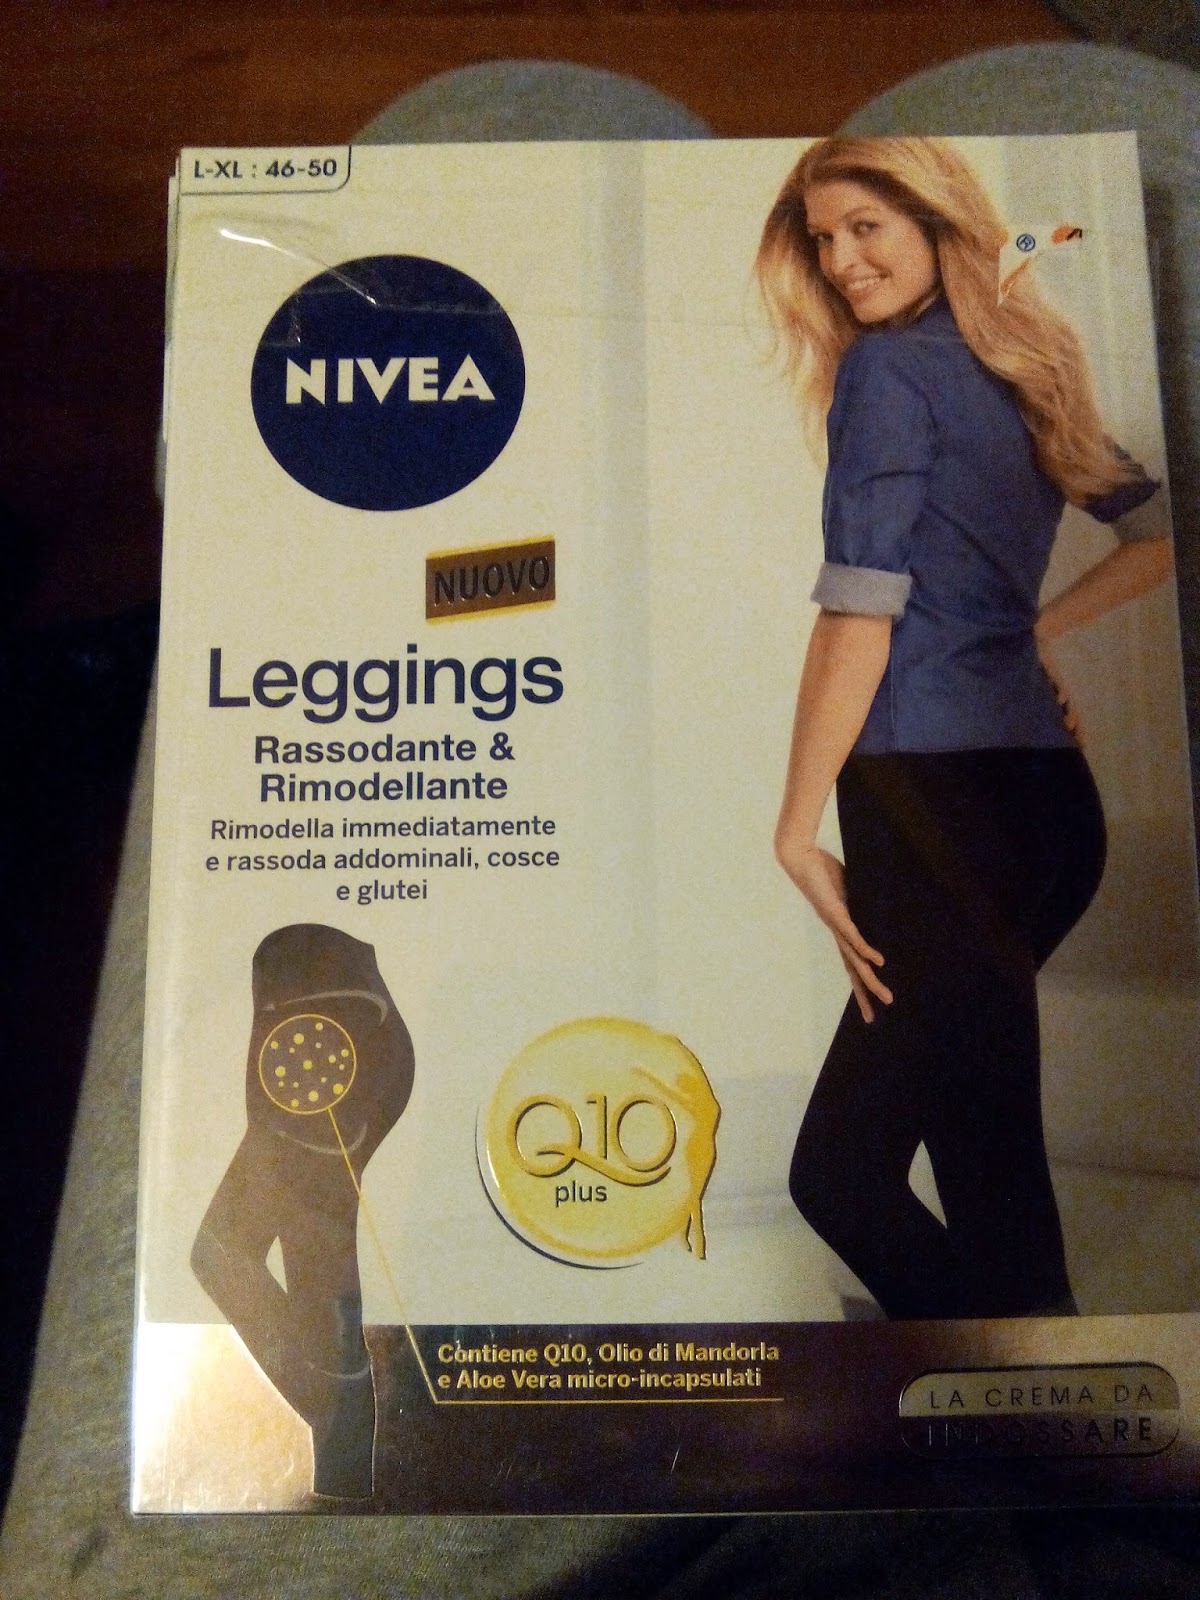 L-XL : 46-50
NIVEA
NUOVO
Leggings
Rassodante &
Rimodellante
Rimodella immediatamente
e rassoda addominali, cosce
e glutei
Q10
plus
Contiene Q10, Olio di Mandorla
e Aloe Vera micro-incapsulati
LA CREMA DA
INDOSSARE